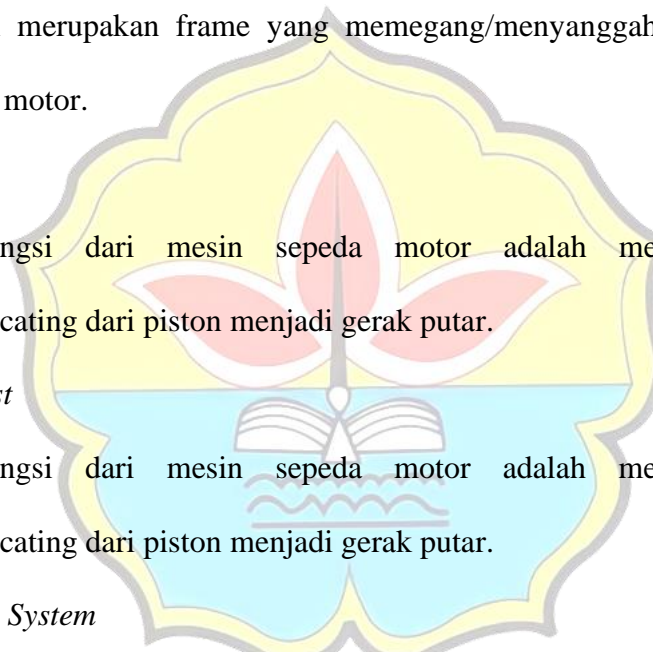 merupakan frame yang memegang/menyanggah
motor.
ngsi dari mesin sepeda motor adalah me
cating dari piston menjadi gerak putar.
st
ngsi dari mesin sepeda motor adalah me
cating dari piston menjadi gerak putar.
System